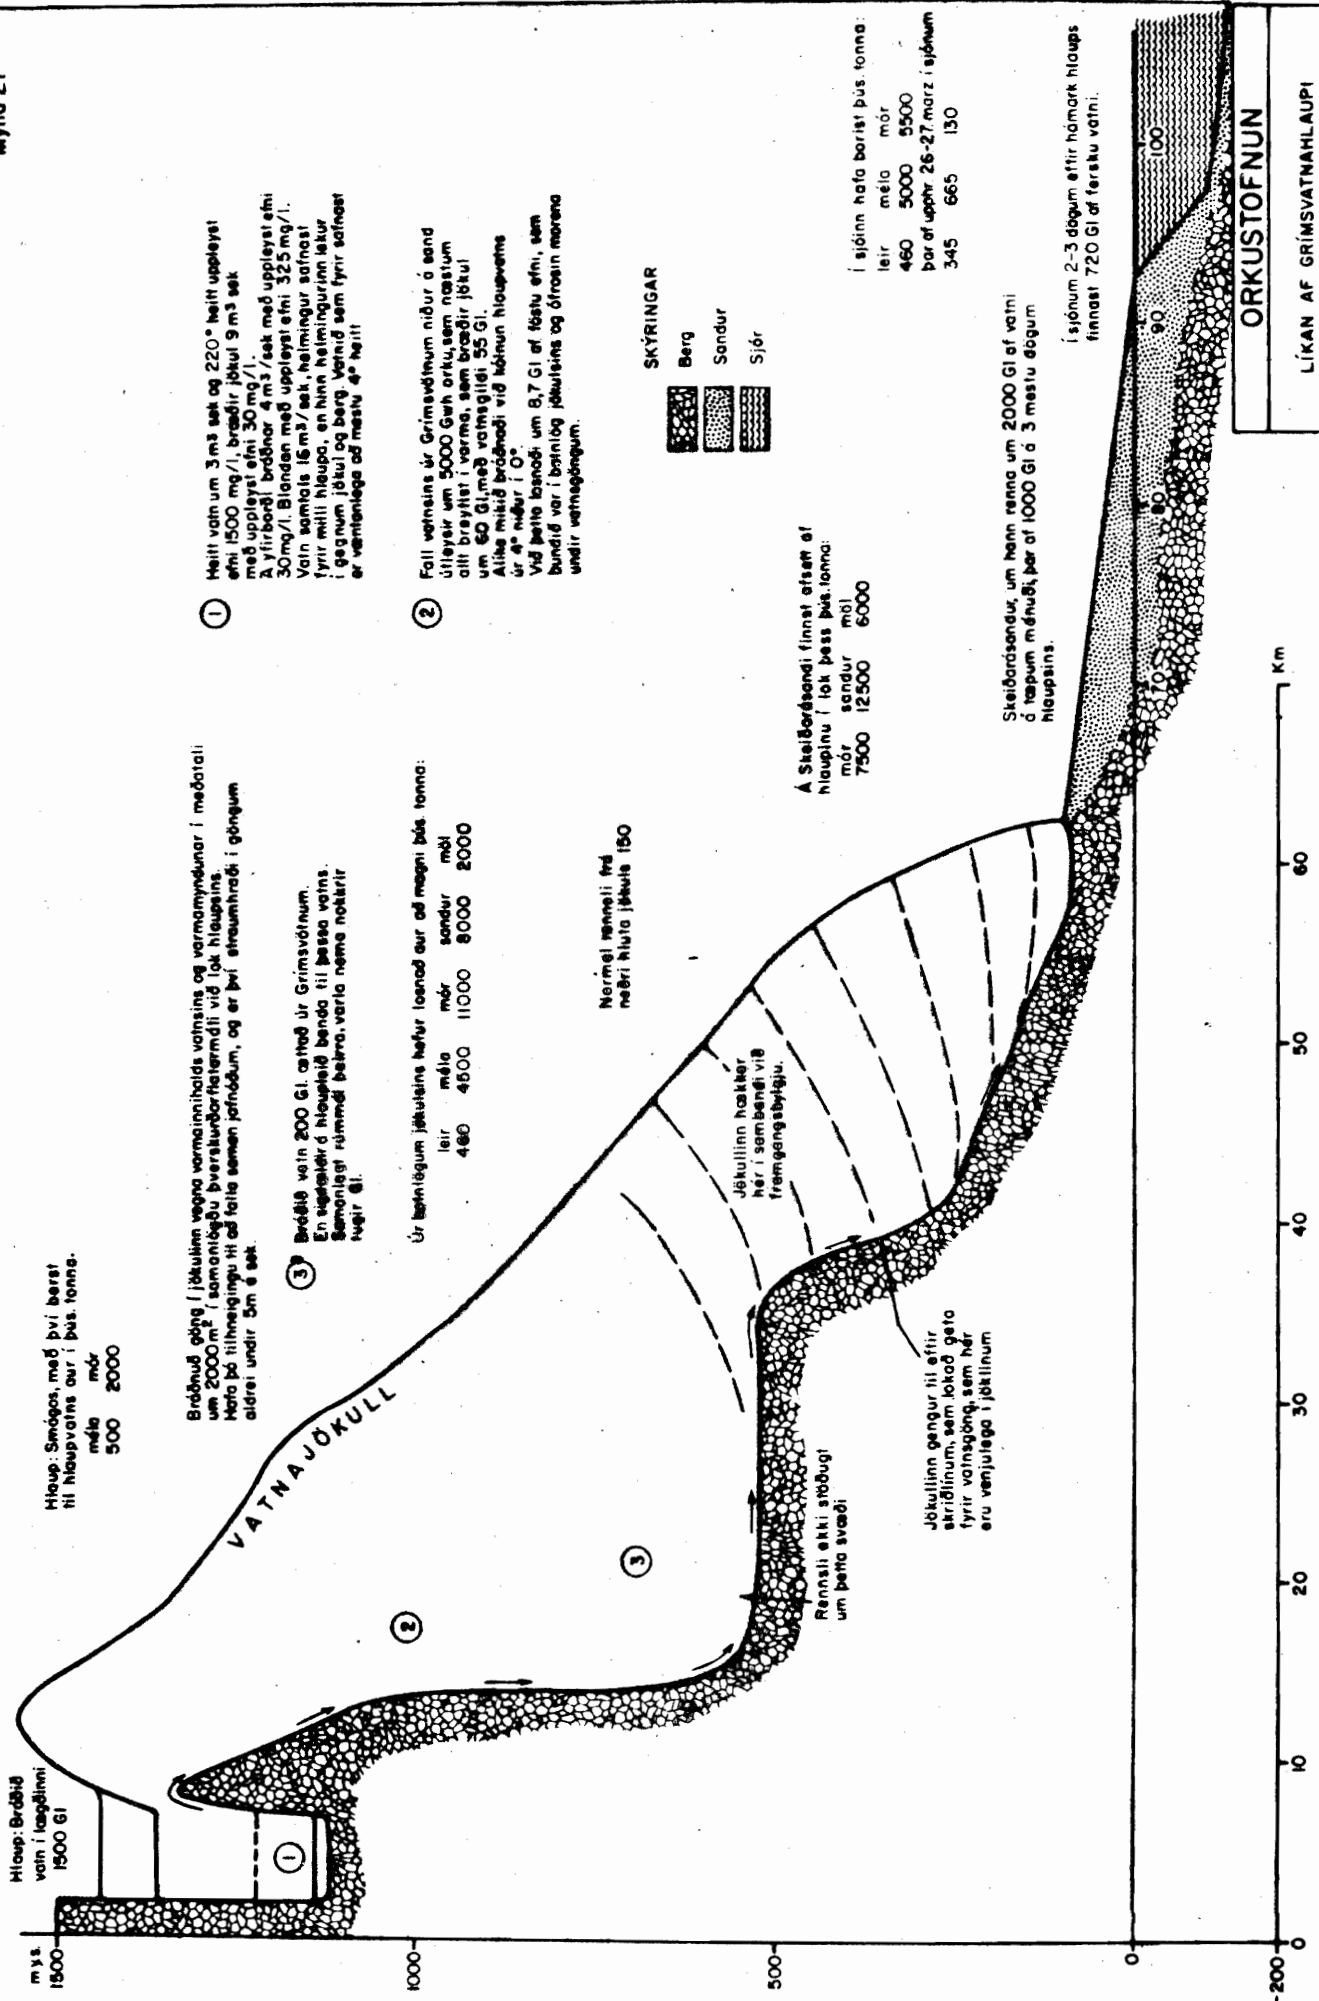 Mynd 21
m y.s.
1500
1000
500
0
-200
0
10
20
30
40
50
60
Km
70
80
90
100
Hlaup: Bráðið
vatn í lægðinni
1500 Gl
Hlaup: Smágos, með því berst
til hlaupvatns aur í þús. tonna.
méla mór
500 2000
VATNAJÖKULL
Bráðnuð göng í jökulinn vegna varmainnihalds vatnsins og varmamyndunar í meðatali
um 2000 m² í samanlögðu þverskurðarflatarmáli við lok hlaupsins.
Hafa þó tilhneigingu til að falla saman jafnóðum, og er því straumhraði í göngum
aldrei undir 5m á sek.
③ Bráðið vatn 200 Gl. ættað úr Grímsvötnum.
En sigdældir á hlaupleið benda til þessa vatns.
Samanlagt rúmmál þeirra, varla nema nokkrir
tugir Gl.
Úr botnlögum jökulsins hefur losnað aur að magni þús. tonna:
leir méla mór sandur möl
460 4500 11000 8000 2000
Normal rennsli frá
neðri hluta jökuls 150
① Heitt vatn um 3 m³ sek og 220° heitt uppleyst
efni 1500 mg/l, bræðir jökul 9 m³ sek
með uppleyst efni 30 mg/l.
Á yfirborði bráðnar 4 m³/sek með uppleyst efni
30 mg/l. Blandan með uppleyst efni 325 mg/l.
Vatn samtals 16 m³/sek, helmingur safnast
fyrir milli hlaupa, en hinn helmingurinn lekur
í gegnum jökul og berg. Vatnið sem fyrir safnast
er væntanlega að mestu 4° heitt
② Fall vatnsins úr Grímsvötnum niður á sand
útleysir um 5000 Gwh orku, sem næstum
allt breytist í varma, sem bræðir jökul
um 60 Gl, með vatnsgildi 55 Gl.
Álíka mikið bráðnaði við kólnun hlaupvatns
úr 4° niður í 0°.
Við þetta losnaði um 8,7 Gl af föstu efni, sem
bundið var í botnlög jökulsins og ófrosin morena
undir vatnsgöngum.
SKÝRINGAR
Berg
Sandur
Sjór
Á Skeiðarársandi finnst afsett af
hlaupinu í lok þess þús. tonna:
mór sandur möl
7500 12500 6000
Í sjóinn hafa borist þús. tonna:
leir méla mór
460 5000 5500
þar af uppnr. 26-27. marz í sjónum
345 665 130
Skeiðarársandur, um hann renna um 2000 Gl af vatni
á tæpum mánuði, þar af 1000 Gl á 3 mestu dögum
hlaupsins.
Í sjónum 2-3 dögum eftir hámark hlaups
finnast 720 Gl af fersku vatni.
Jökullinn hækkar
hér í sambandi við
framgangsbylgju.
Rennsli ekki stöðugt
um þetta svæði
Jökullinn gengur til eftir
skriðlínum, sem lokað geta
fyrir vatnsgöng, sem hér
eru venjulega í jöklinum
①
②
③
ORKUSTOFNUN
LÍKAN AF GRÍMSVATNAHLAUPI